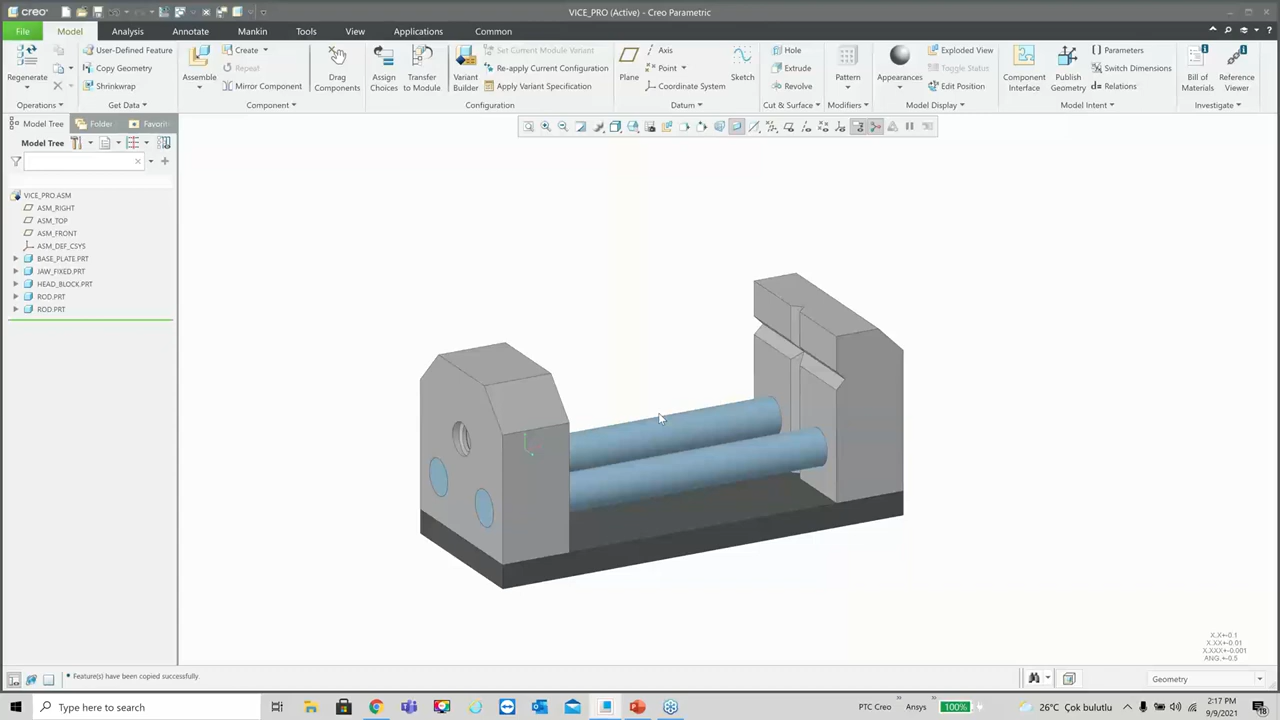 creo
VICE_PRO (Active) - Creo Parametric
File
Model
Analysis
Annotate
Mankin
Tools
View
Applications
Common
Regenerate
User-Defined Feature
Copy Geometry
Shrinkwrap
Assemble
Create
Repeat
Mirror Component
Drag
Components
Assign
Choices
Transfer
to Module
Variant
Builder
Set Current Module Variant
Re-apply Current Configuration
Apply Variant Specification
Plane
Axis
Point
Coordinate System
Sketch
Hole
Extrude
Revolve
Pattern
Appearances
Exploded View
Toggle Status
Edit Position
Component
Interface
Publish
Geometry
Parameters
Switch Dimensions
Relations
Bill of
Materials
Reference
Viewer
Operations
Get Data
Component
Configuration
Datum
Cut & Surface
Modifiers
Model Display
Model Intent
Investigate
Model Tree
Folder
Favori
Model Tree
VICE_PRO.ASM
ASM_RIGHT
ASM_TOP
ASM_FRONT
ASM_DEF_CSYS
BASE_PLATE.PRT
JAW_FIXED.PRT
HEAD_BLOCK.PRT
ROD.PRT
ROD.PRT
X.X+-0.1
X.XX+-0.01
X.XXX+-0.001
ANG.+-0.5
* Feature(s) have been copied successfully.
Geometry
Type here to search
PTC Creo
Ansys
100%
26°C Çok bulutlu
2:17 PM
9/9/2021
18